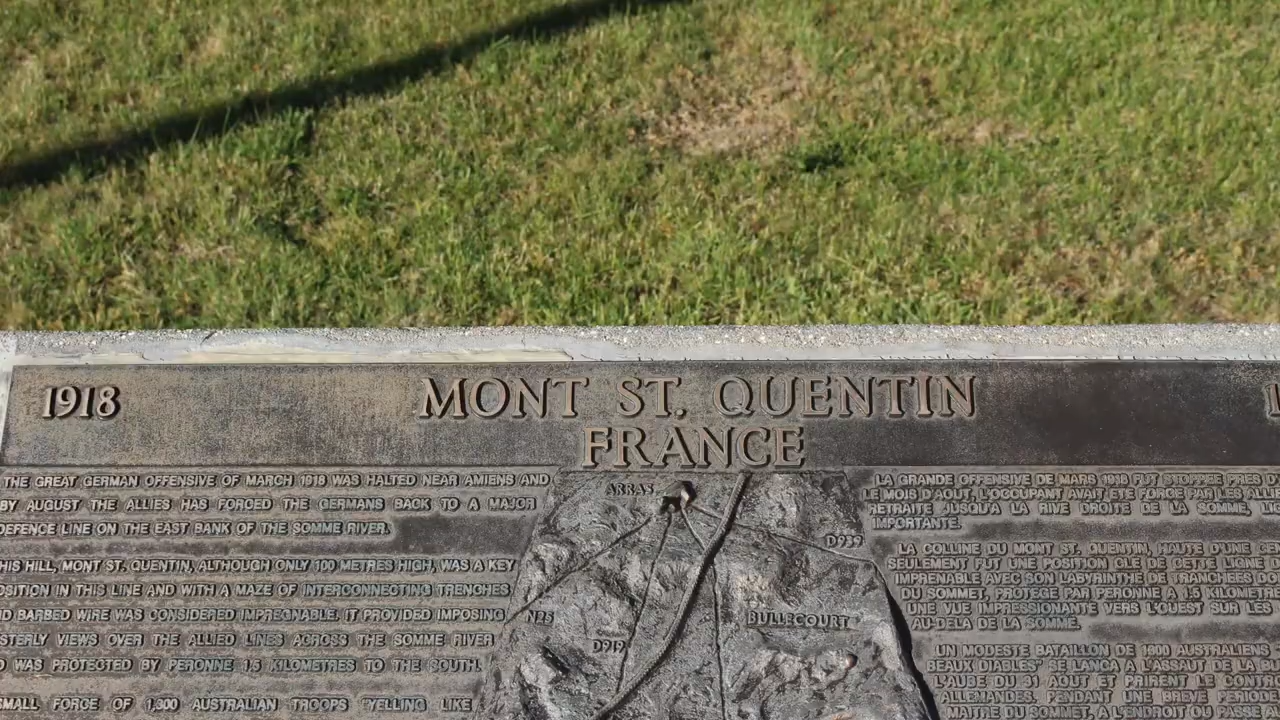 1918
MONT ST. QUENTIN
FRANCE
THE GREAT GERMAN OFFENSIVE OF MARCH 1918 WAS HALTED NEAR AMIENS AND
BY AUGUST THE ALLIES HAS FORCED THE GERMANS BACK TO A MAJOR
DEFENCE LINE ON THE EAST BANK OF THE SOMME RIVER.
HIS HILL, MONT ST. QUENTIN, ALTHOUGH ONLY 100 METRES HIGH, WAS A KEY
OSITION IN THIS LINE AND WITH A MAZE OF INTERCONNECTING TRENCHES
ND BARBED WIRE WAS CONSIDERED IMPREGNABLE. IT PROVIDED IMPOSING
STERLY VIEWS OVER THE ALLIED LINES ACROSS THE SOMME RIVER
D WAS PROTECTED BY PERONNE 1.5 KILOMETRES TO THE SOUTH.
SMALL FORCE OF 1,300 AUSTRALIAN TROOPS "YELLING LIKE
ARRAS
D939
N25
BULLECOURT
D919
LA GRANDE OFFENSIVE DE MARS 1918 FUT STOPPEE PRES D'
LE MOIS D'AOUT, L'OCCUPANT AVAIT ETE FORCE PAR LES ALLIE
RETRAITE JUSQU'A LA RIVE DROITE DE LA SOMME, LIG
IMPORTANTE.
LA COLLINE DU MONT ST. QUENTIN, HAUTE D'UNE CE
SEULEMENT FUT UNE POSITION CLE DE CETTE LIGNE D
IMPRENABLE AVEC SON LABYRINTHE DE TRANCHEES DO
DU SOMMET, PROTEGE PAR PERONNE A 1.5 KILOMETRE
UNE VUE IMPRESSIONANTE VERS L'OUEST SUR LES
AU-DELA DE LA SOMME.
UN MODESTE BATAILLON DE 1800 AUSTRALIENS
BEAUX DIABLES" SE LANCA A L'ASSAUT DE LA BU
L'AUBE DU 31 AOUT ET PRIRENT LE CONTRO
ALLEMANDES. PENDANT UNE BREVE PERIODE
MAITRE DU SOMMET, A L'ENDROIT OU PASSE A